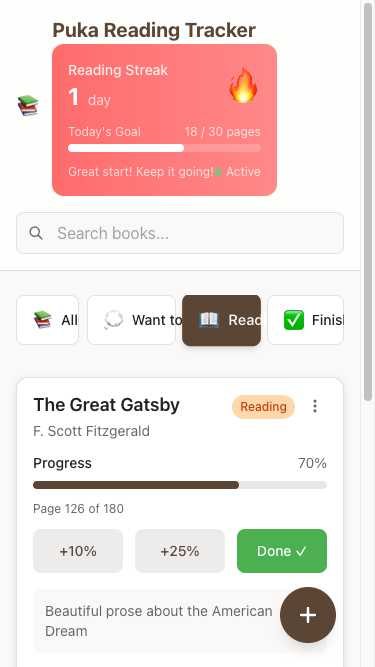 Puka Reading Tracker
Reading Streak
1 day
Today's Goal 18 / 30 pages
Great start! Keep it going! Active
Search books...
All Want to Read Finis
The Great Gatsby Reading
F. Scott Fitzgerald
Progress 70%
Page 126 of 180
+10% +25% Done ✓
Beautiful prose about the American
Dream
+